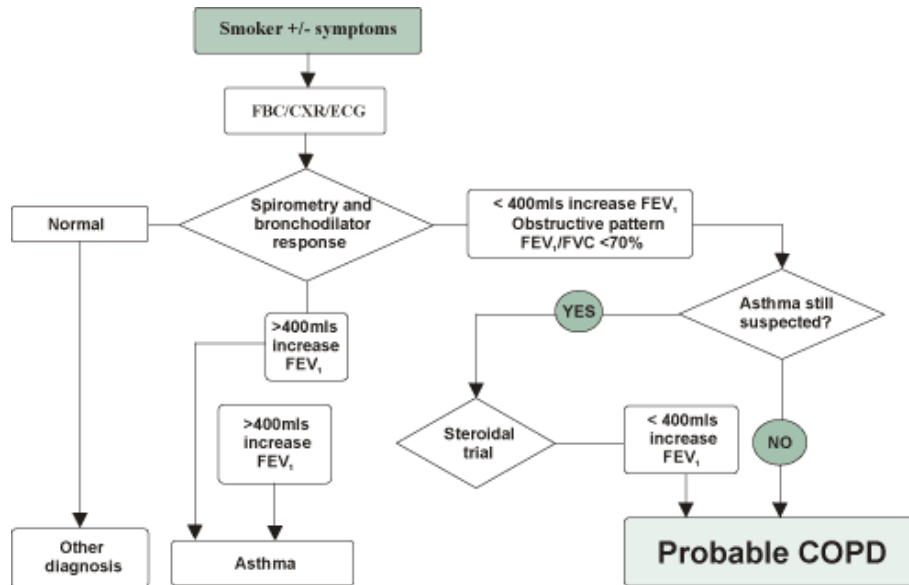 Smoker +/- symptoms
FBC/CXR/ECG
Spirometry and
bronchodilator
response
Normal
< 400mls increase FEV₁
Obstructive pattern
FEV₁/FVC <70%
Asthma still
suspected?
YES
>400mls
increase
FEV₁
>400mls
increase
FEV₁
Steroidal
trial
< 400mls
increase
FEV₁
NO
Other
diagnosis
Asthma
Probable COPD